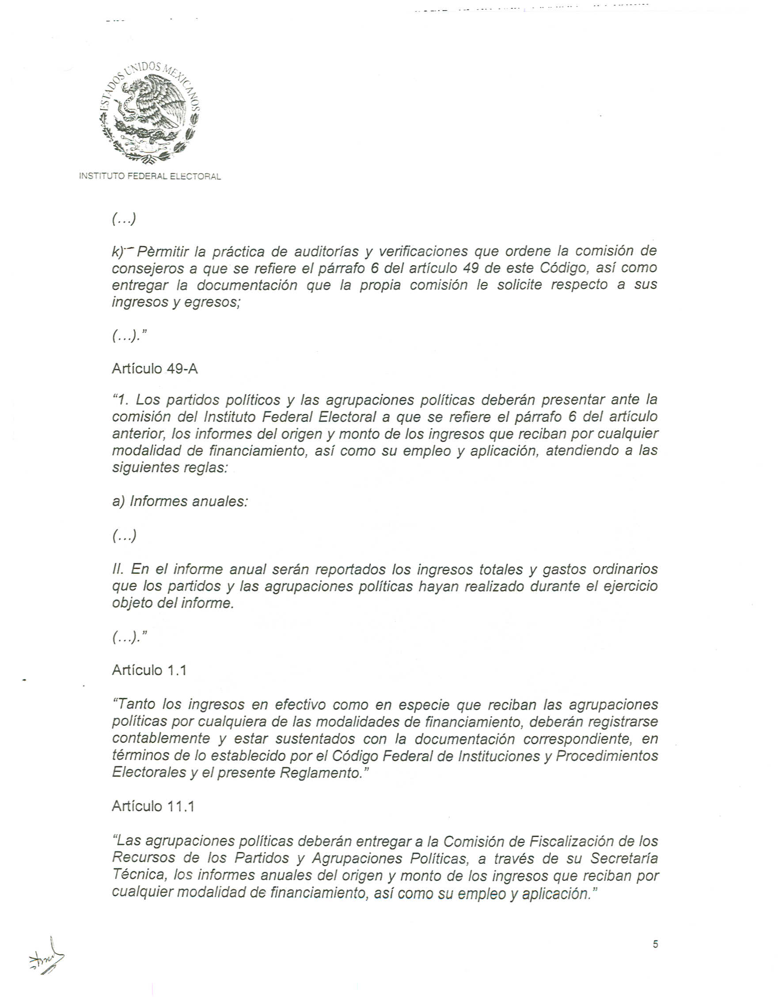 ESTADOS UNIDOS MEXICANOS
INSTITUTO FEDERAL ELECTORAL
(...)
k) Permitir la práctica de auditorías y verificaciones que ordene la comisión de
consejeros a que se refiere el párrafo 6 del artículo 49 de este Código, así como
entregar la documentación que la propia comisión le solicite respecto a sus
ingresos y egresos;
(...).”
Artículo 49-A
“1. Los partidos políticos y las agrupaciones políticas deberán presentar ante la
comisión del Instituto Federal Electoral a que se refiere el párrafo 6 del artículo
anterior, los informes del origen y monto de los ingresos que reciban por cualquier
modalidad de financiamiento, así como su empleo y aplicación, atendiendo a las
siguientes reglas:
a) Informes anuales:
(...)
II. En el informe anual serán reportados los ingresos totales y gastos ordinarios
que los partidos y las agrupaciones políticas hayan realizado durante el ejercicio
objeto del informe.
(...).”
Artículo 1.1
“Tanto los ingresos en efectivo como en especie que reciban las agrupaciones
políticas por cualquiera de las modalidades de financiamiento, deberán registrarse
contablemente y estar sustentados con la documentación correspondiente, en
términos de lo establecido por el Código Federal de Instituciones y Procedimientos
Electorales y el presente Reglamento.”
Artículo 11.1
“Las agrupaciones políticas deberán entregar a la Comisión de Fiscalización de los
Recursos de los Partidos y Agrupaciones Políticas, a través de su Secretaría
Técnica, los informes anuales del origen y monto de los ingresos que reciban por
cualquier modalidad de financiamiento, así como su empleo y aplicación.”
5